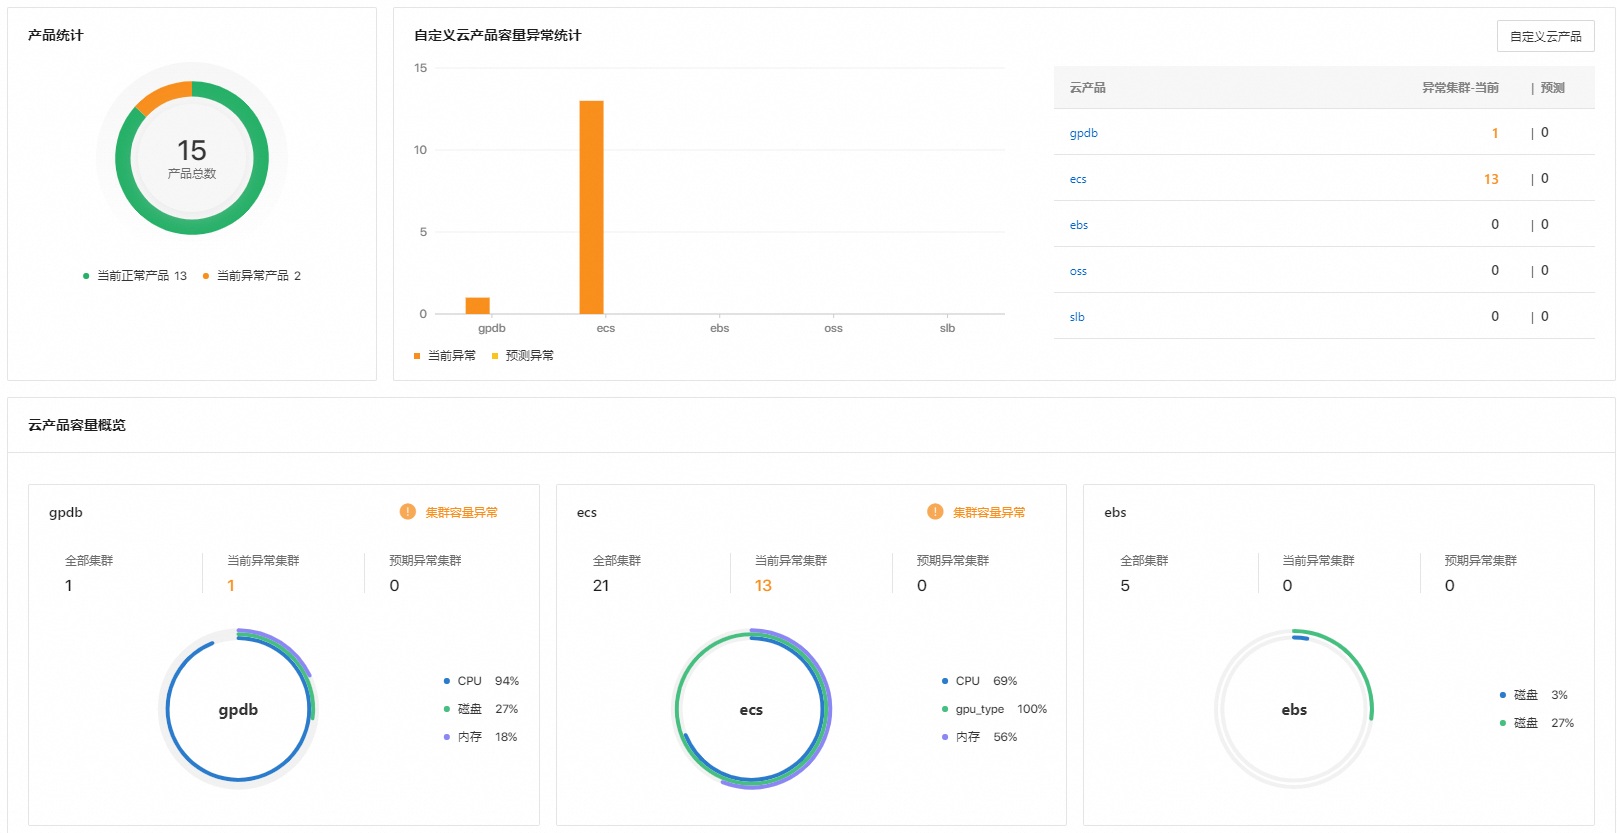 产品统计
15
产品总数
当前正常产品 13 当前异常产品 2
自定义云产品容量异常统计
自定义云产品
15
10
5
0
gpdb ecs ebs oss slb
当前异常 预测异常
云产品 异常集群-当前 | 预测
gpdb 1 | 0
ecs 13 | 0
ebs 0 | 0
oss 0 | 0
slb 0 | 0
云产品容量概览
gpdb
! 集群容量异常
全部集群 当前异常集群 预期异常集群
1 1 0
gpdb
CPU 94%
磁盘 27%
内存 18%
ecs
! 集群容量异常
全部集群 当前异常集群 预期异常集群
21 13 0
ecs
CPU 69%
gpu_type 100%
内存 56%
ebs
全部集群 当前异常集群 预期异常集群
5 0 0
ebs
磁盘 3%
磁盘 27%